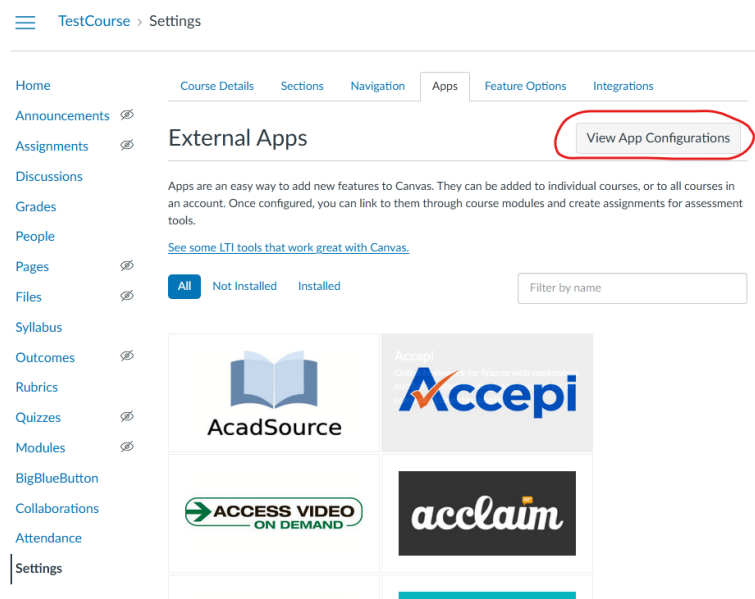 TestCourse > Settings
Home
Announcements
Assignments
Discussions
Grades
People
Pages
Files
Syllabus
Outcomes
Rubrics
Quizzes
Modules
BigBlueButton
Collaborations
Attendance
Settings
Course Details Sections Navigation Apps Feature Options Integrations
External Apps
View App Configurations
Apps are an easy way to add new features to Canvas. They can be added to individual courses, or to all courses in
an account. Once configured, you can link to them through course modules and create assignments for assessment
tools.
See some LTI tools that work great with Canvas.
All Not Installed Installed
Filter by name
AcadSource
Accepi
Accepi
ACCESS VIDEO
ON DEMAND
acclaim